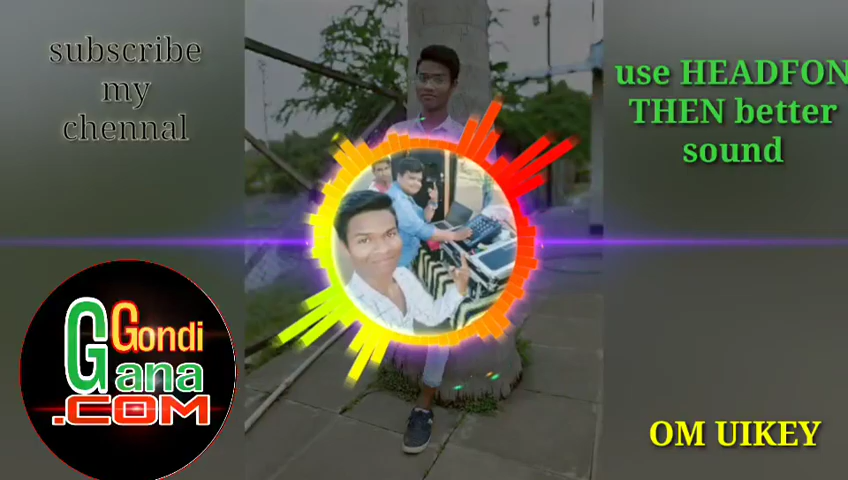 subscribe
my
chennal
use HEADFON
THEN better
sound
Gondi
Gana
.COM
OM UIKEY